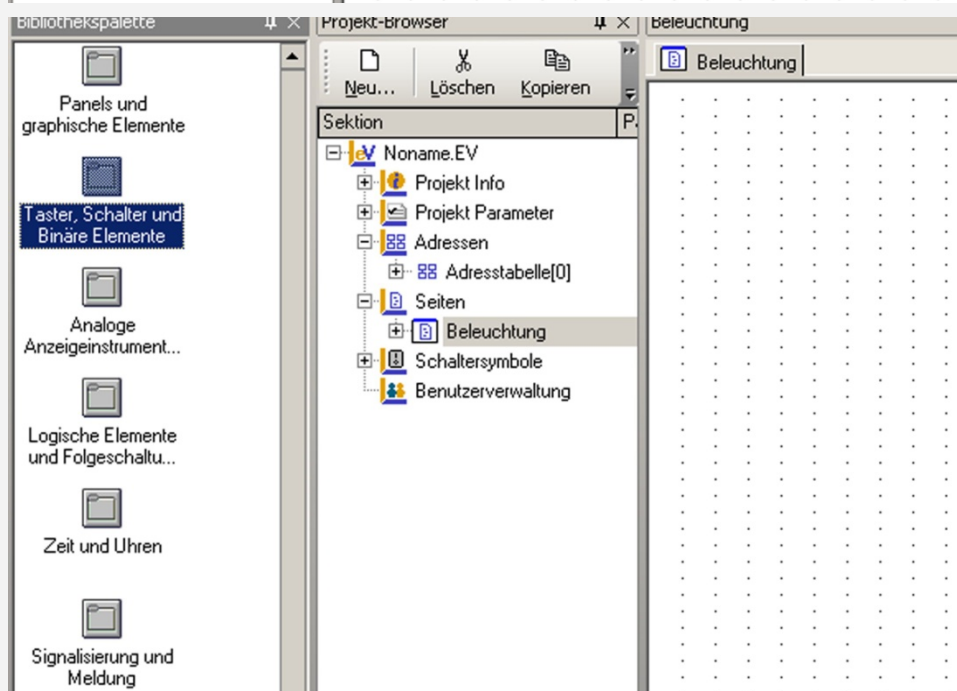 Bibliothekspalette
Panels und
graphische Elemente
Taster, Schalter und
Binäre Elemente
Analoge
Anzeigeinstrument...
Logische Elemente
und Folgeschaltu...
Zeit und Uhren
Signalisierung und
Meldung
Projekt-Browser
Neu... Löschen Kopieren
Sektion
Noname.EV
Projekt Info
Projekt Parameter
Adressen
Adresstabelle[0]
Seiten
Beleuchtung
Schaltersymbole
Benutzerverwaltung
Beleuchtung
Beleuchtung